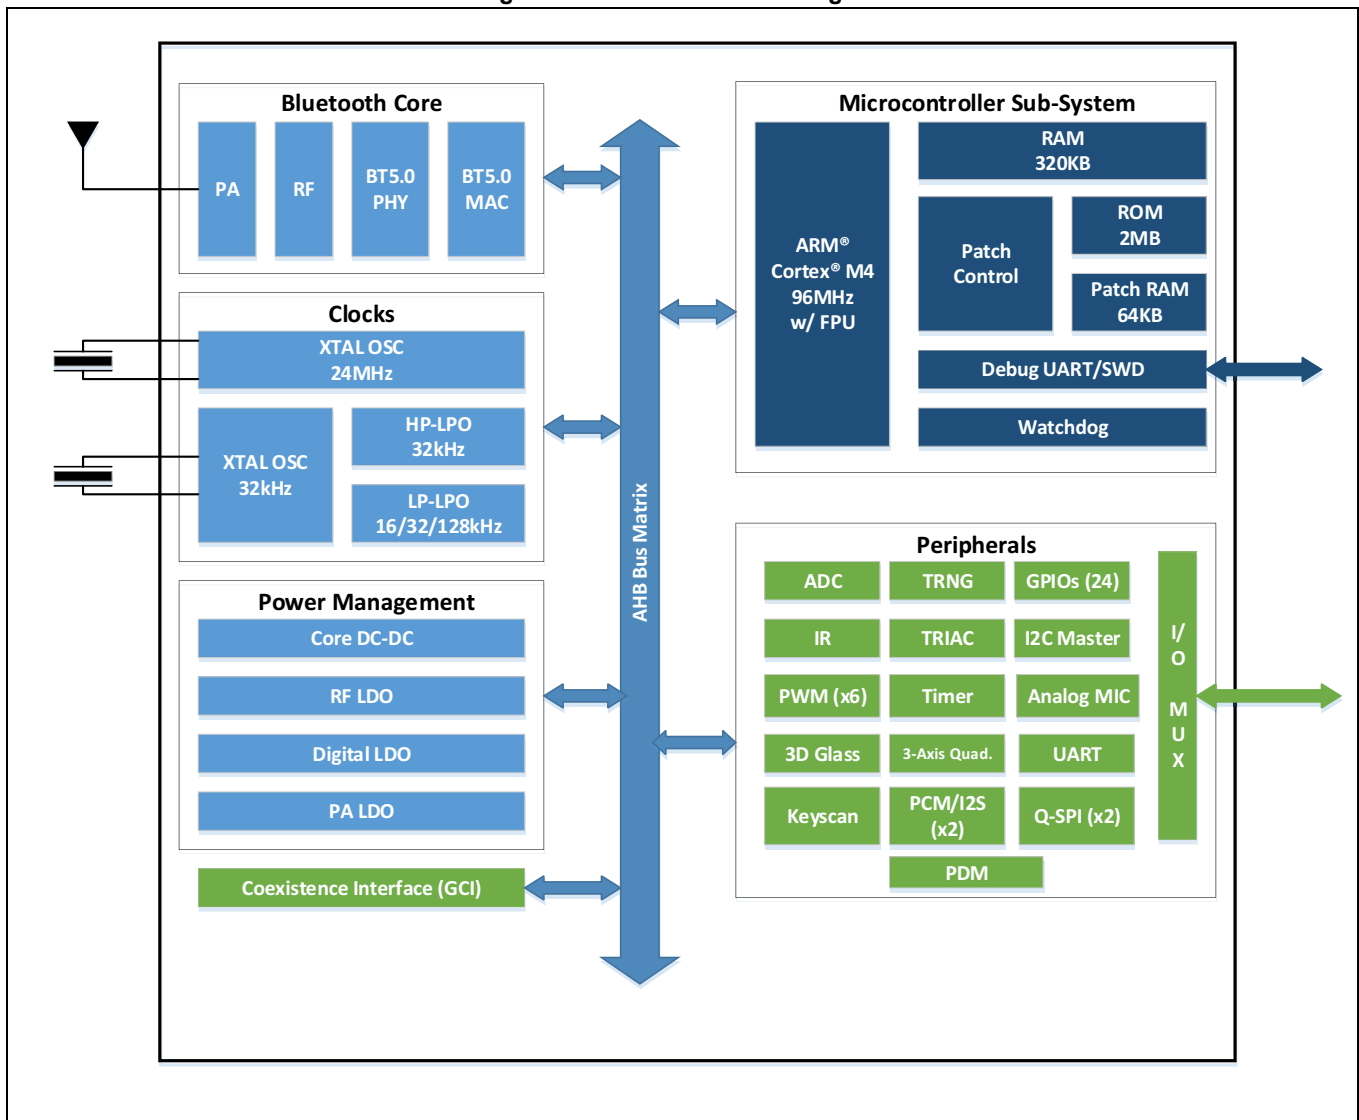 Bluetooth Core
PA
RF
BT5.0
PHY
BT5.0
MAC
Clocks
XTAL OSC
24MHz
XTAL OSC
32kHz
HP-LPO
32kHz
LP-LPO
16/32/128kHz
Power Management
Core DC-DC
RF LDO
Digital LDO
PA LDO
Coexistence Interface (GCI)
AHB Bus Matrix
Microcontroller Sub-System
ARM®
Cortex® M4
96MHz
w/ FPU
RAM
320KB
Patch
Control
ROM
2MB
Patch RAM
64KB
Debug UART/SWD
Watchdog
Peripherals
ADC
TRNG
GPIOs (24)
IR
TRIAC
I2C Master
PWM (x6)
Timer
Analog MIC
3D Glass
3-Axis Quad.
UART
Keyscan
PCM/I2S
(x2)
Q-SPI (x2)
PDM
I/
O
M
U
X